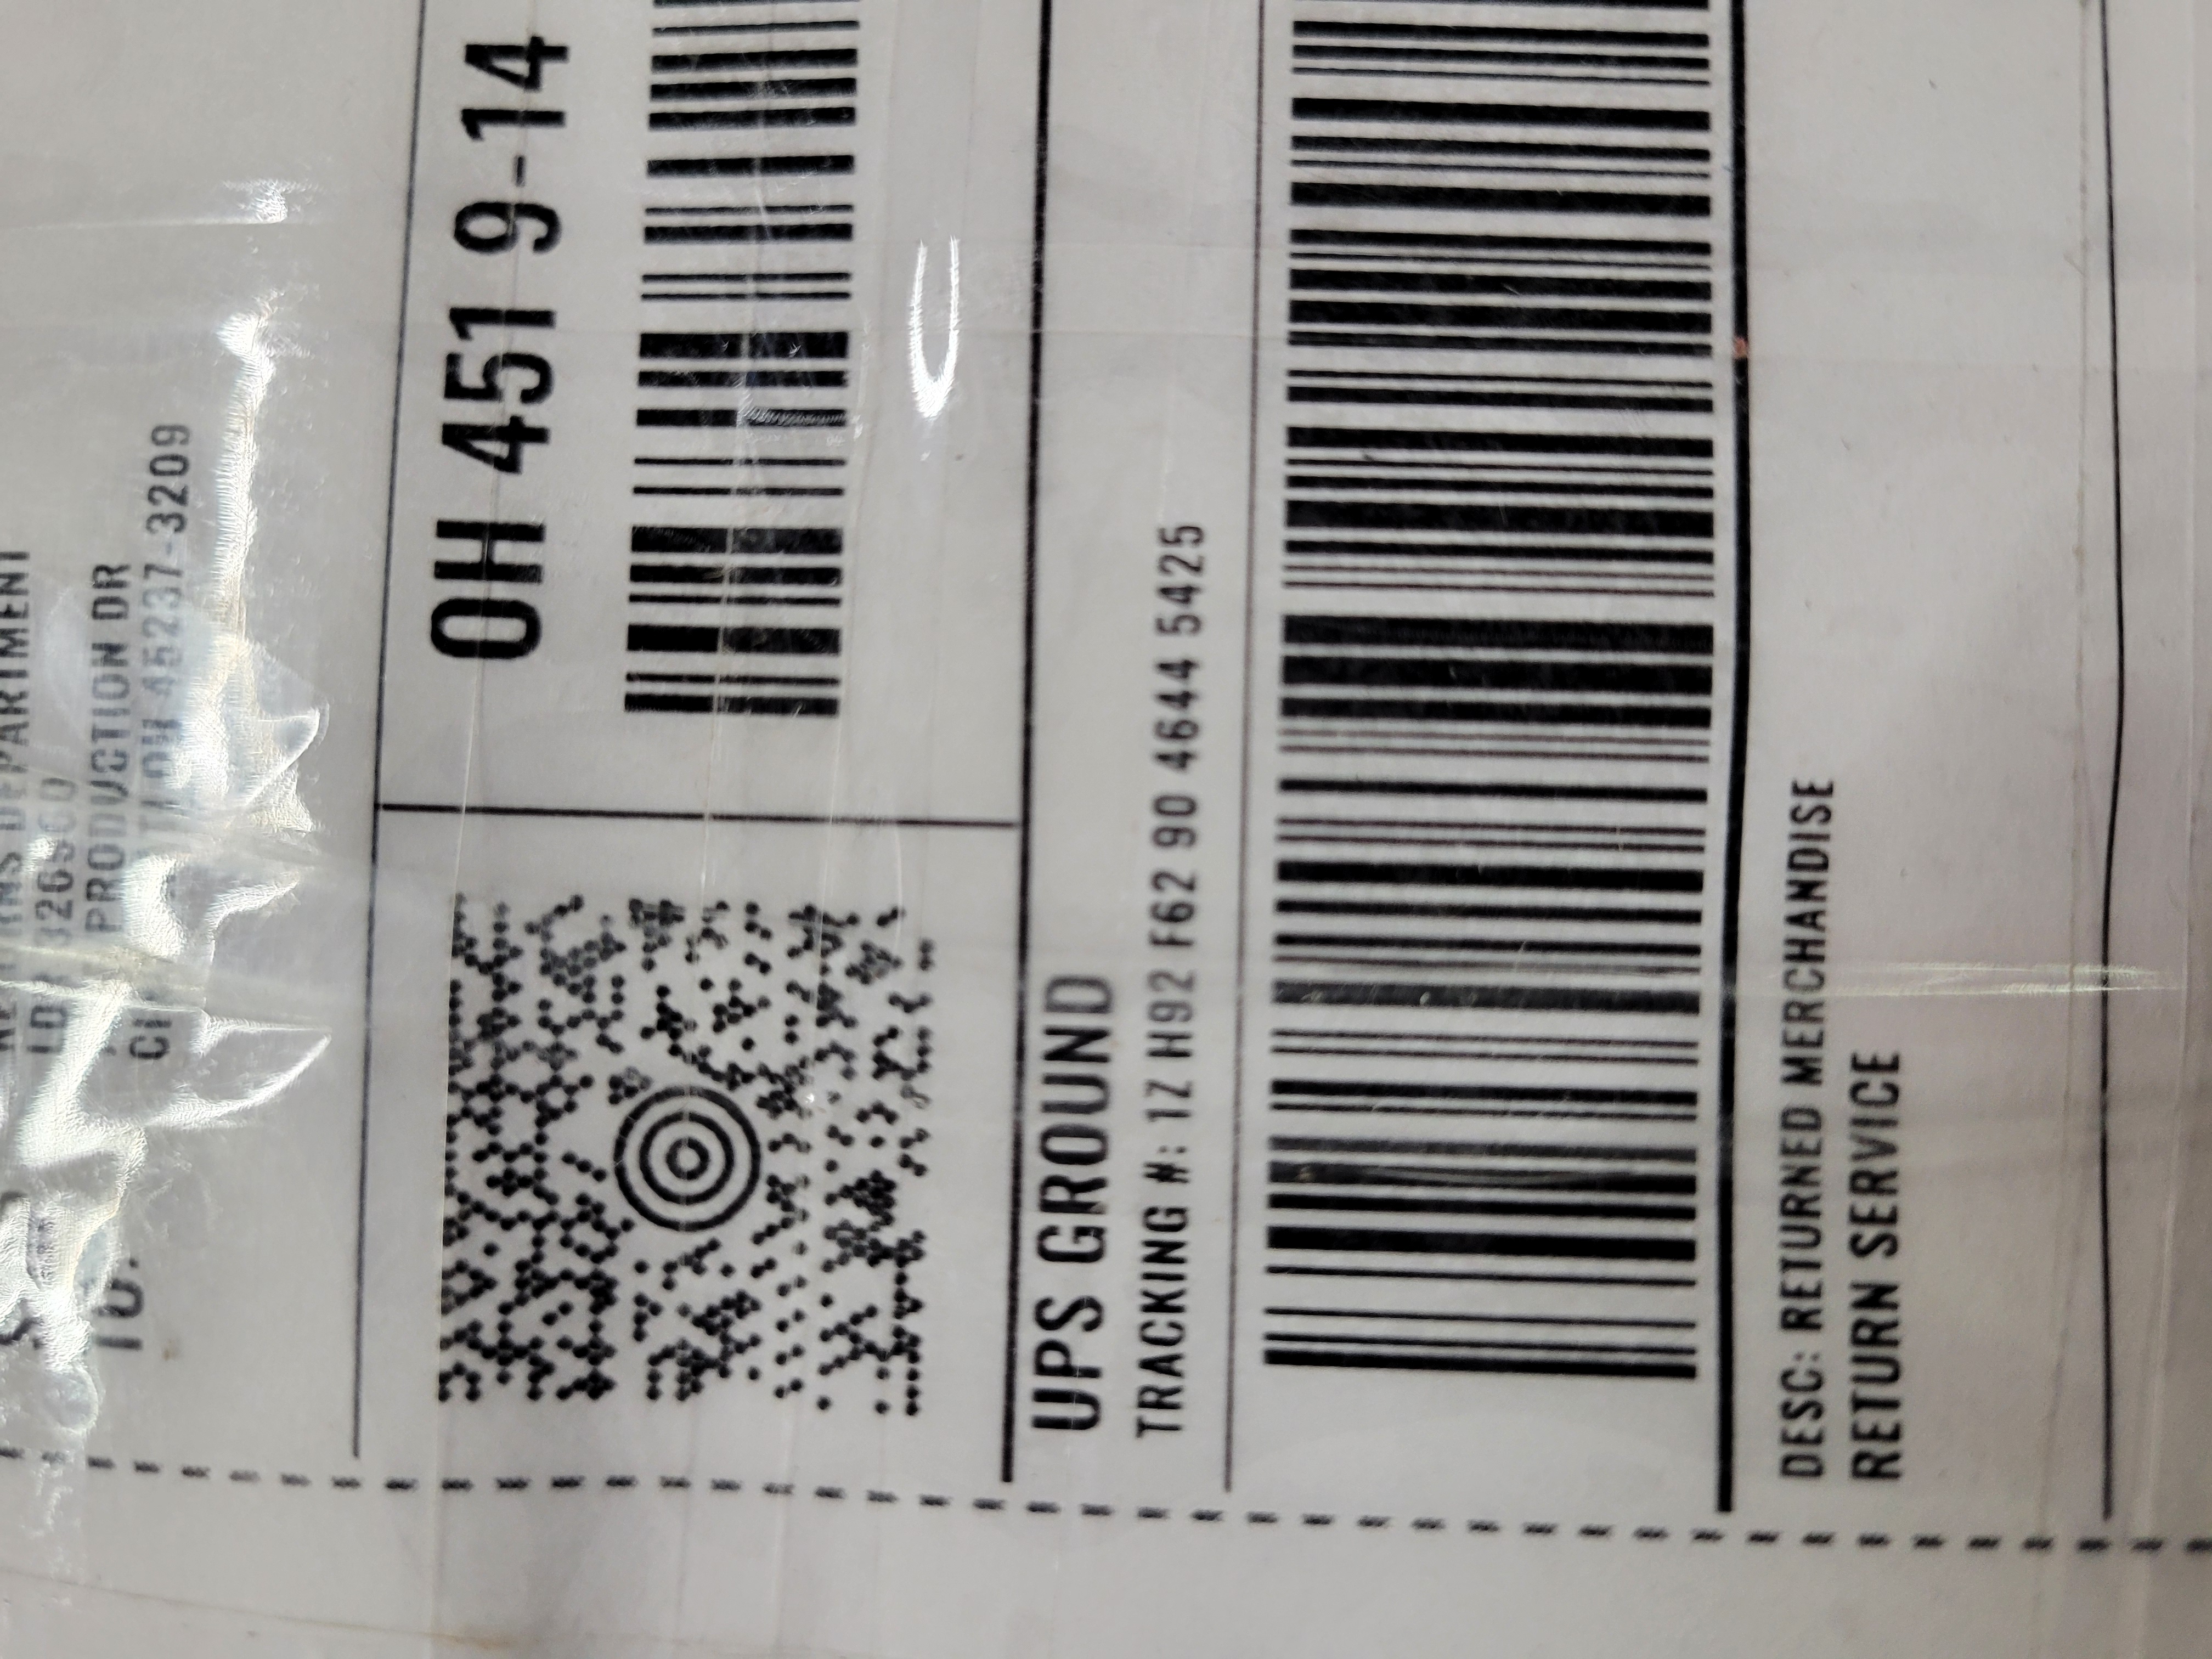 DEPARTMENT
PRODUCTION DR
OH 45237-3209
OH 451 9-14
UPS GROUND
TRACKING #: 1Z H92 F62 90 4644 5425
DESC: RETURNED MERCHANDISE
RETURN SERVICE